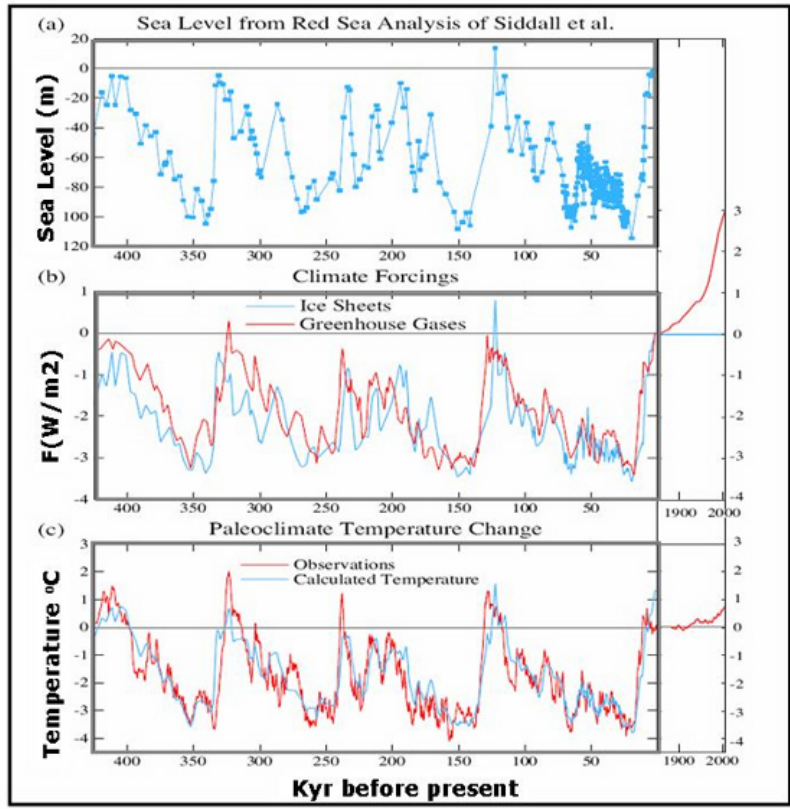 (a) Sea Level from Red Sea Analysis of Siddall et al.
20
0
-20
-40
-60
-80
100
120
Sea Level (m)
400 350 300 250 200 150 100 50
(b) Climate Forcings
Ice Sheets
Greenhouse Gases
1
0
-1
-2
-3
-4
F(W/m2)
400 350 300 250 200 150 100 50
3
2
1
0
-1
-2
-3
-4
1900 2000
(c) Paleoclimate Temperature Change
Observations
Calculated Temperature
3
2
1
0
-1
-2
-3
-4
Temperature ºC
400 350 300 250 200 150 100 50
Kyr before present
3
2
1
0
-1
-2
-3
-4
1900 2000